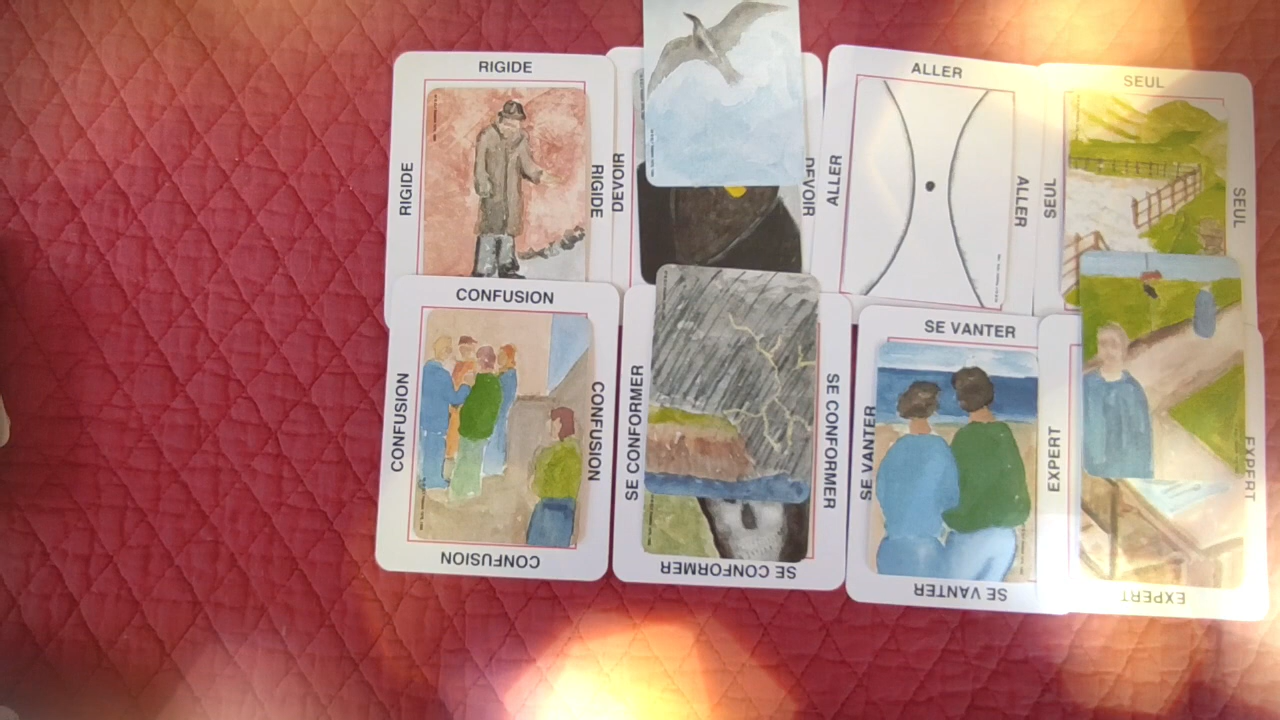 RIGIDE
RIGIDE
RIGIDE
DEVOIR
DEVOIR
ALLER
ALLER
ALLER
SEUL
SEUL
SEUL
CONFUSION
CONFUSION
CONFUSION
CONFUSION
SE CONFORMER
SE CONFORMER
SE CONFORMER
SE VANTER
SE VANTER
SE VANTER
EXPERT
EXPERT
EXPERT